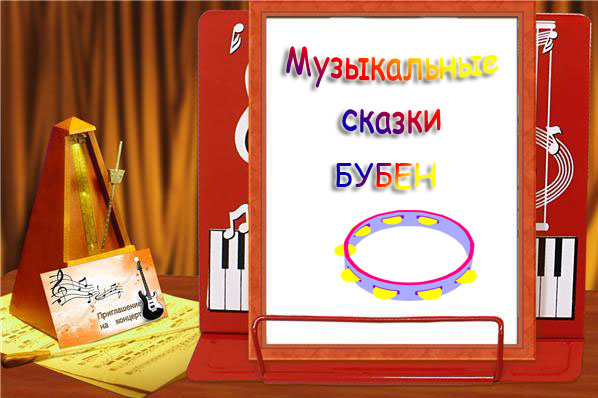 Музыкальные
сказки
БУБЕН
Приглашение
на концерт